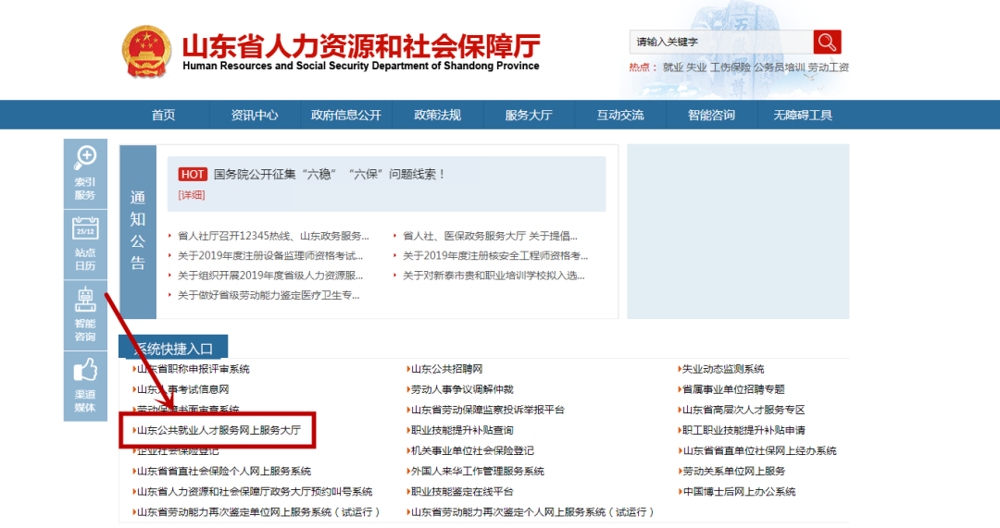 山东省人力资源和社会保障厅
Human Resources and Social Security Department of Shandong Province
请输入关键字
热点： 就业 失业 工伤保险 公务员培训 劳动工资
首页 资讯中心 政府信息公开 政策法规 服务大厅 互动交流 智能咨询 无障碍工具
索引
服务
25/12
站点
日历
智能
咨询
渠道
媒体
通知公告
HOT 国务院公开征集“六稳”“六保”问题线索！
[详细]
省人社厅召开12345热线、山东政务服务... 省人社、医保政务服务大厅 关于提倡...
关于2019年度注册设备监理师资格考试... 关于2019年度注册核安全工程师资格考...
关于组织开展2019年度省级人力资源服... 关于对新泰市贵和职业培训学校拟入选...
关于做好省级劳动能力鉴定医疗卫生专...
系统快捷入口
山东省职称申报评审系统 山东公共招聘网 失业动态监测系统
山东人事考试信息网 劳动人事争议调解仲裁 省属事业单位招聘专题
劳动保障书面审查系统 山东省劳动保障监察投诉举报平台 山东省高层次人才服务专区
山东公共就业人才服务网上服务大厅 职业技能提升补贴查询 职工职业技能提升补贴申请
企业社会保险登记 机关事业单位社会保险登记 山东省省直单位社保网上经办系统
山东省省直社会保险个人网上服务系统 外国人来华工作管理服务系统 劳动关系单位网上服务
山东省人力资源和社会保障厅政务大厅预约叫号系统 职业技能鉴定在线平台 中国博士后网上办公系统
山东省劳动能力再次鉴定单位网上服务系统（试运行） 山东省劳动能力再次鉴定个人网上服务系统（试运行）